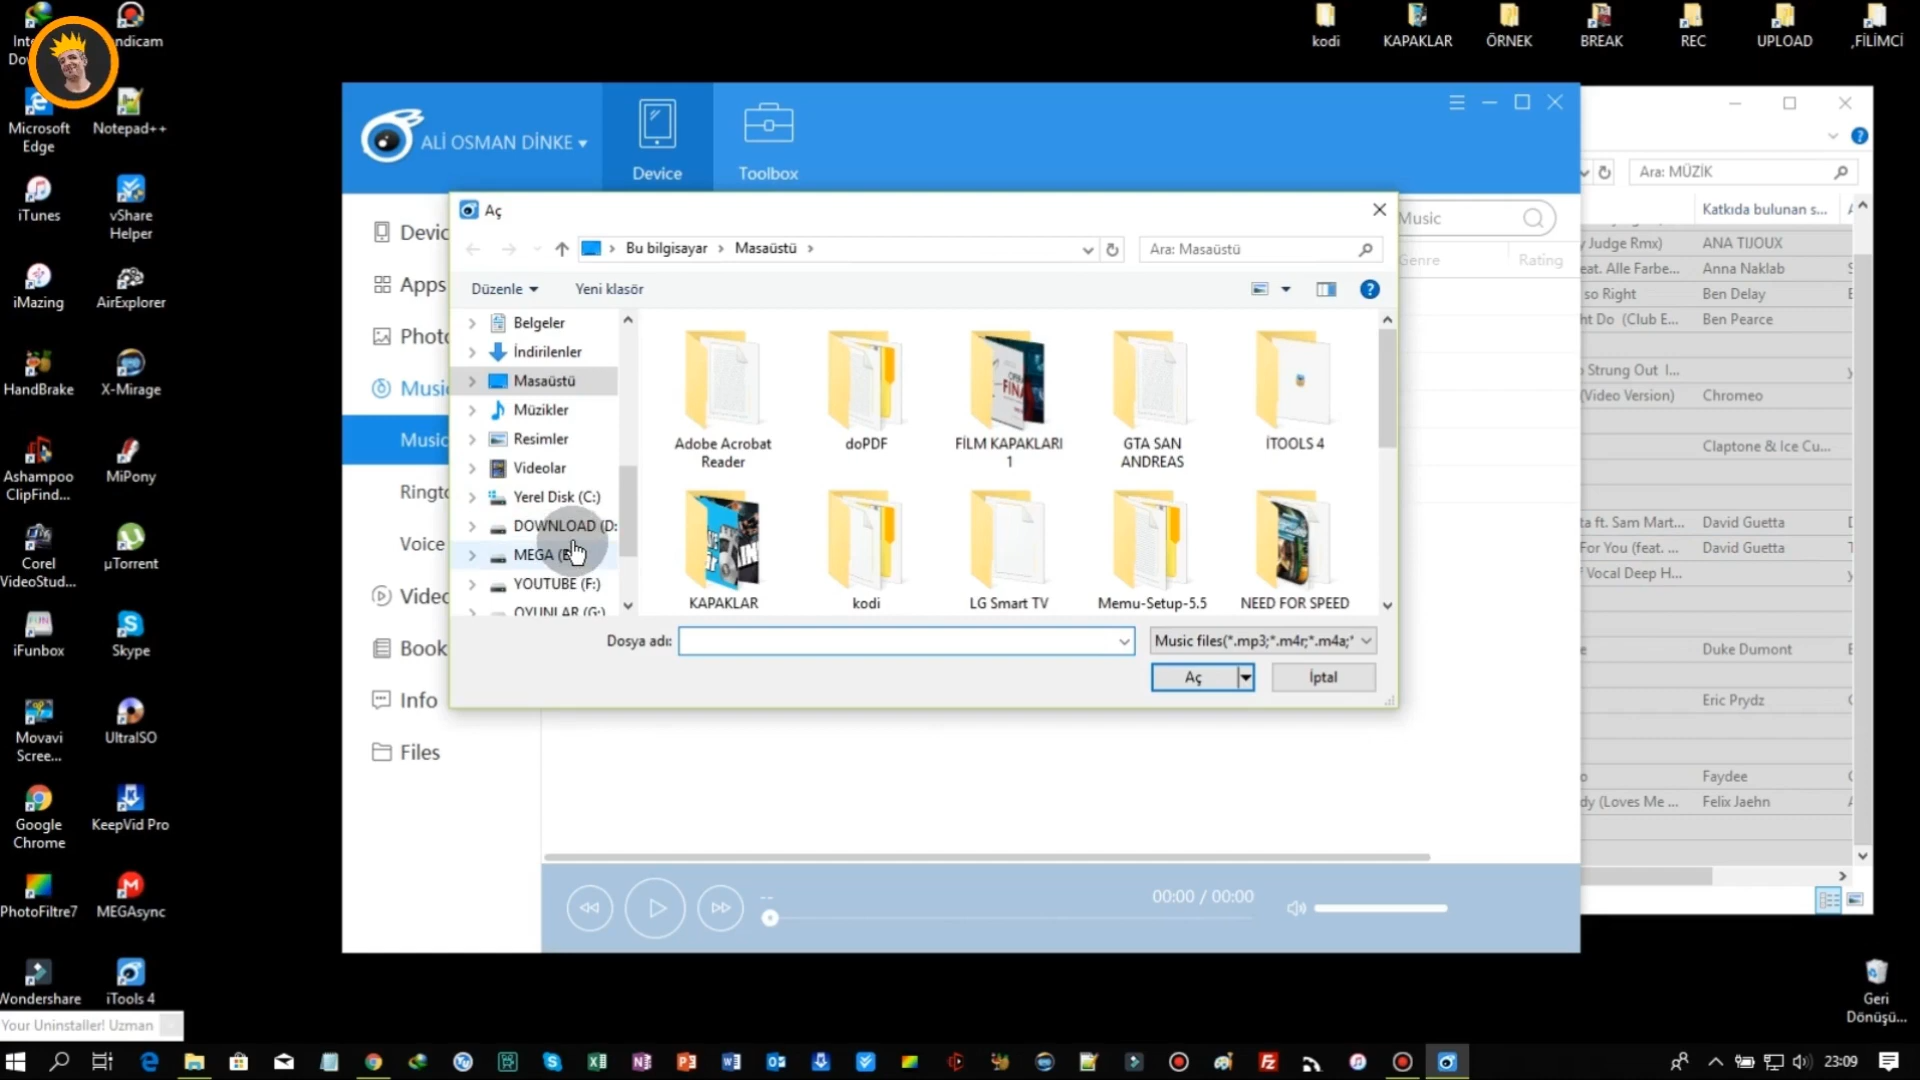 ndicam
Microsoft
Edge
Notepad++
iTunes
vShare
Helper
iMazing
AirExplorer
HandBrake
X-Mirage
Ashampoo
ClipFind...
MiPony
Corel
VideoStud...
µTorrent
iFunbox
Skype
Movavi
Scree...
UltraISO
Google
Chrome
KeepVid Pro
PhotoFiltre7
MEGAsync
Wondershare
iTools 4
Your Uninstaller! Uzman
kodi
KAPAKLAR
ÖRNEK
BREAK
REC
UPLOAD
,FİLİMCİ
ALİ OSMAN DİNKE
Device
Toolbox
Devic
Apps
Photo
Music
Music
Ringto
Voice
Video
Book
Info
Files
Music
Genre
Rating
Aç
Bu bilgisayar > Masaüstü >
Ara: Masaüstü
Düzenle
Yeni klasör
Belgeler
İndirilenler
Masaüstü
Müzikler
Resimler
Videolar
Yerel Disk (C:)
DOWNLOAD (D:
MEGA (E
YOUTUBE (F:)
OYUNLAR (G:)
Adobe Acrobat
Reader
doPDF
FİLM KAPAKLARI
1
GTA SAN
ANDREAS
İTOOLS 4
KAPAKLAR
kodi
LG Smart TV
Memu-Setup-5.5
NEED FOR SPEED
Dosya adı:
Music files(*.mp3;*.m4r;*.m4a;*
Aç
İptal
--
00:00 / 00:00
Ara: MÜZİK
Katkıda bulunan s...
y Judge Rmx)
ANA TIJOUX
eat. Alle Farbe...
Anna Naklab
so Right
Ben Delay
ht Do (Club E...
Ben Pearce
Strung Out I...
(Video Version)
Chromeo
Claptone & Ice Cu...
ta ft. Sam Mart...
David Guetta
For You (feat. ...
David Guetta
f Vocal Deep H...
e
Duke Dumont
Eric Prydz
o
Faydee
dy (Loves Me ...
Felix Jaehn
Geri
Dönüşü...
23:09